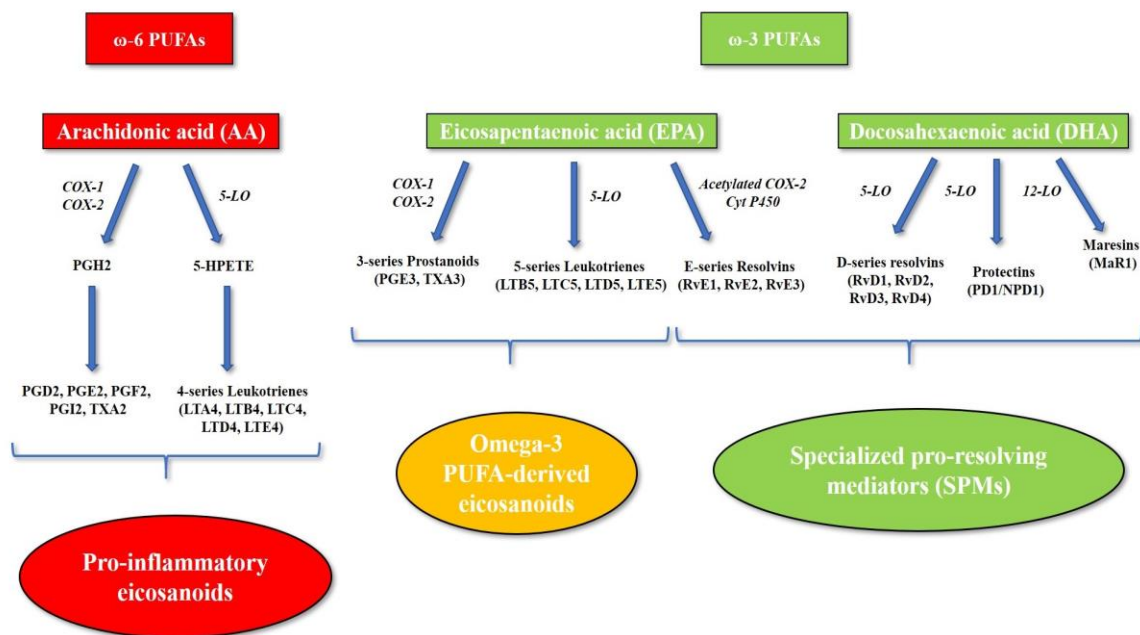 ω-6 PUFAs
ω-3 PUFAs
Arachidonic acid (AA)
Eicosapentaenoic acid (EPA)
Docosahexaenoic acid (DHA)
COX-1
COX-2
5-LO
COX-1
COX-2
5-LO
Acetylated COX-2
Cyt P450
5-LO
5-LO
12-LO
PGH2
5-HPETE
3-series Prostanoids
(PGE3, TXA3)
5-series Leukotrienes
(LTB5, LTC5, LTD5, LTE5)
E-series Resolvins
(RvE1, RvE2, RvE3)
D-series resolvins
(RvD1, RvD2,
RvD3, RvD4)
Protectins
(PD1/NPD1)
Maresins
(MaR1)
PGD2, PGE2, PGF2,
PGI2, TXA2
4-series Leukotrienes
(LTA4, LTB4, LTC4,
LTD4, LTE4)
Omega-3
PUFA-derived
eicosanoids
Specialized pro-resolving
mediators (SPMs)
Pro-inflammatory
eicosanoids